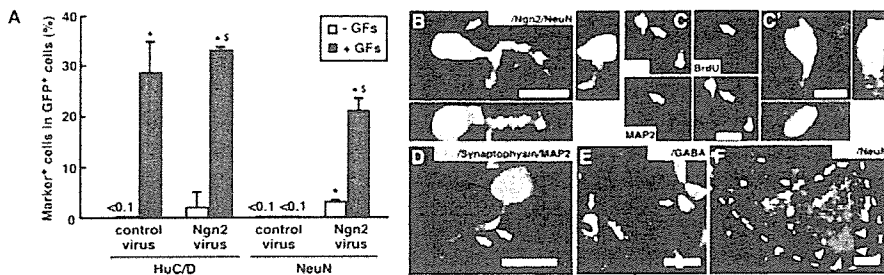 A
Marker+ cells in GFP+ cells (%)
40
30
20
10
0
- GFs
+ GFs
*
* $
* $
*
<0.1
<0.1 <0.1
control virus
Ngn2 virus
control virus
Ngn2 virus
HuC/D
NeuN
B
/Ngn2/NeuN
C
BrdU
MAP2
C'
D
/Synaptophysin/MAP2
E
/GABA
F
/NeuN